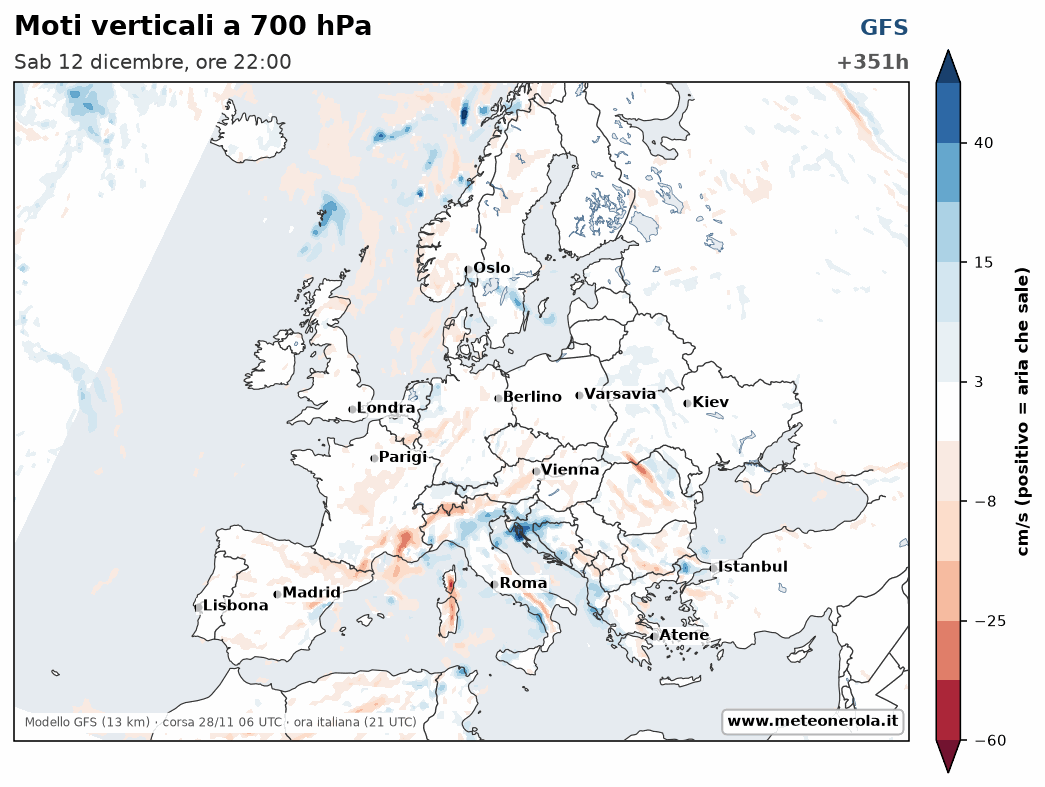 Moti verticali a 700 hPa
GFS
Sab 12 dicembre, ore 22:00
+351h
40
15
3
−8
−25
−60
cm/s (positivo = aria che sale)
Oslo
Londra
Berlino
Varsavia
Kiev
Parigi
Vienna
Istanbul
Madrid
Roma
Lisbona
Atene
Modello GFS (13 km) · corsa 28/11 06 UTC · ora italiana (21 UTC)
www.meteonerola.it